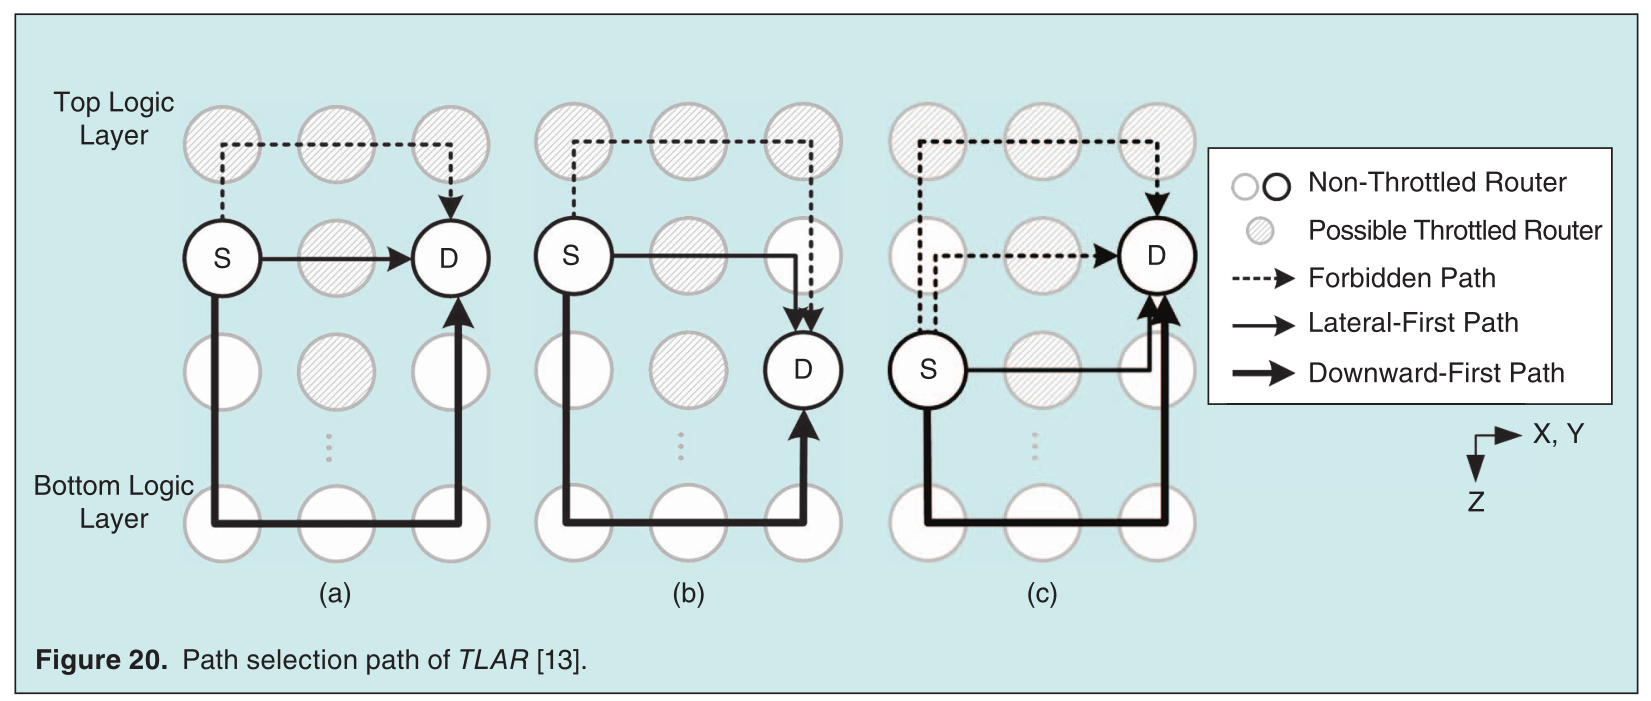 Top Logic
Layer
S
D
S
D
S
D
Bottom Logic
Layer
(a)
(b)
(c)
Non-Throttled Router
Possible Throttled Router
Forbidden Path
Lateral-First Path
Downward-First Path
X, Y
Z
Figure 20. Path selection path of TLAR [13].